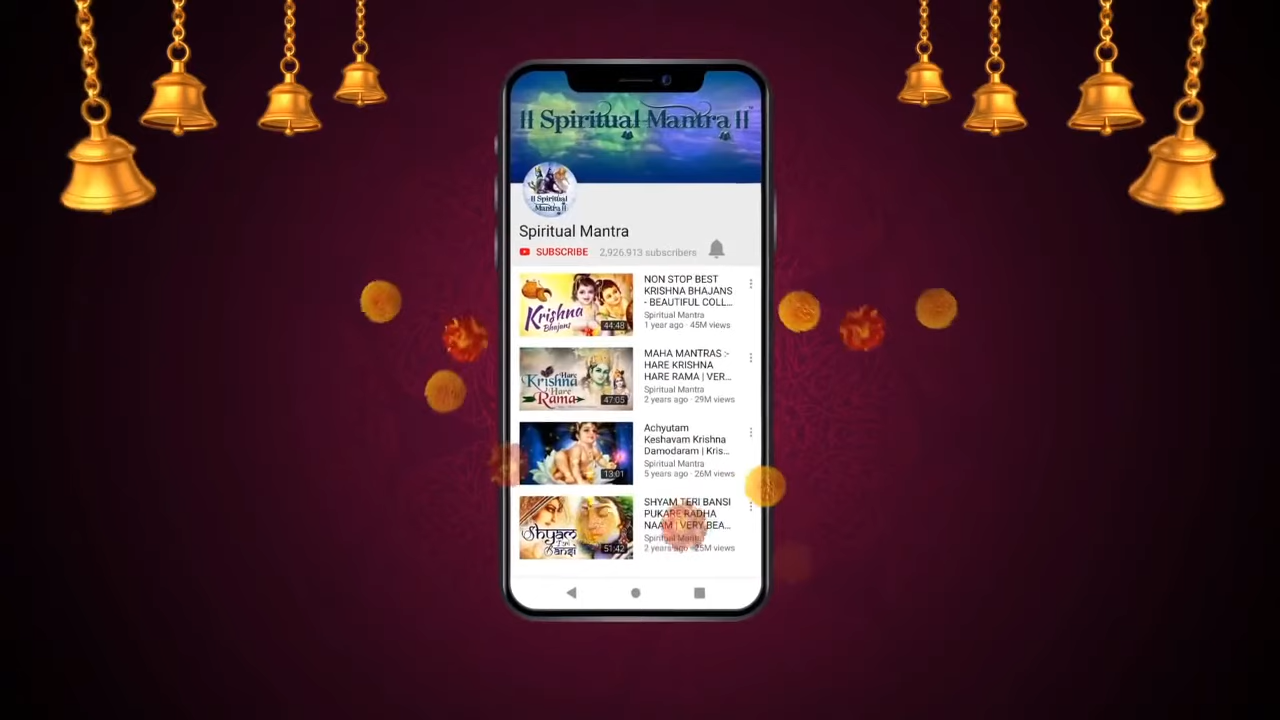 || Spiritual Mantra ||
|| Spiritual
Mantra ||
Spiritual Mantra
SUBSCRIBE 2,926,913 subscribers
Krishna
Bhajans
44:48
NON STOP BEST
KRISHNA BHAJANS
- BEAUTIFUL COLL...
Spiritual Mantra
1 year ago · 45M views
Hare
Krishna
Hare
Rama
47:05
MAHA MANTRAS :-
HARE KRISHNA
HARE RAMA | VER...
Spiritual Mantra
2 years ago · 29M views
13:01
Achyutam
Keshavam Krishna
Damodaram | Kris...
Spiritual Mantra
5 years ago · 26M views
Shyam
Teri
Bansi
51:42
SHYAM TERI BANSI
PUKARE RADHA
NAAM | VERY BEA...
Spiritual Mantra
2 years ago · 25M views